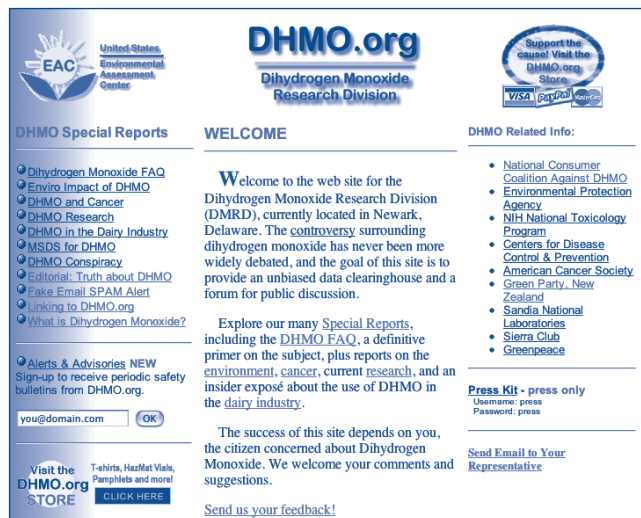 EAC
United States
Environmental
Assessment
Center
DHMO.org
Dihydrogen Monoxide
Research Division
Support the
cause! Visit the
DHMO.org
Store
VISA PayPal MasterCard
DHMO Special Reports
Dihydrogen Monoxide FAQ
Enviro Impact of DHMO
DHMO and Cancer
DHMO Research
DHMO in the Dairy Industry
MSDS for DHMO
DHMO Conspiracy
Editorial: Truth about DHMO
Fake Email SPAM Alert
Linking to DHMO.org
What is Dihydrogen Monoxide?
Alerts & Advisories NEW
Sign-up to receive periodic safety
bulletins from DHMO.org.
you@domain.com OK
Visit the
DHMO.org
STORE
T-shirts, HazMat Vials,
Pamphlets and more!
CLICK HERE
WELCOME
Welcome to the web site for the
Dihydrogen Monoxide Research Division
(DMRD), currently located in Newark,
Delaware. The controversy surrounding
dihydrogen monoxide has never been more
widely debated, and the goal of this site is to
provide an unbiased data clearinghouse and a
forum for public discussion.
Explore our many Special Reports,
including the DHMO FAQ, a definitive
primer on the subject, plus reports on the
environment, cancer, current research, and an
insider exposé about the use of DHMO in
the dairy industry.
The success of this site depends on you,
the citizen concerned about Dihydrogen
Monoxide. We welcome your comments and
suggestions.
Send us your feedback!
DHMO Related Info:
National Consumer
Coalition Against DHMO
Environmental Protection
Agency
NIH National Toxicology
Program
Centers for Disease
Control & Prevention
American Cancer Society
Green Party, New
Zealand
Sandia National
Laboratories
Sierra Club
Greenpeace
Press Kit - press only
Username: press
Password: press
Send Email to Your
Representative